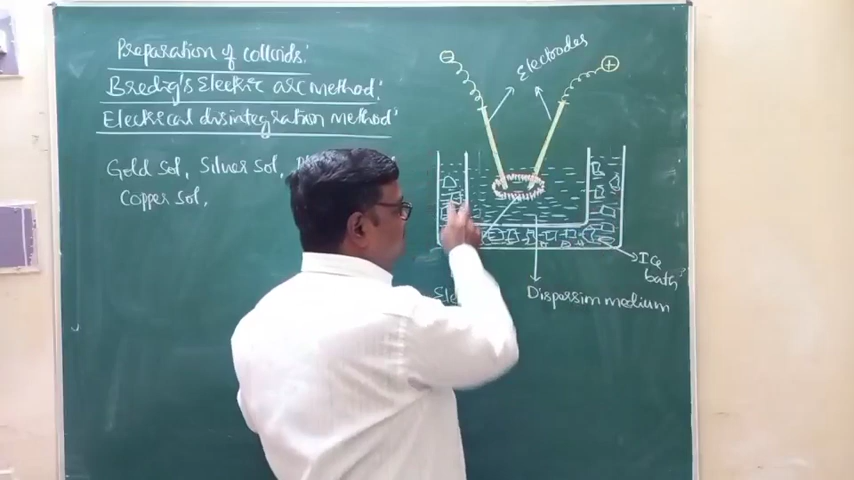 Preparation of colloids:
Bredig's Electric arc method:
Electrical disintegration method:
Gold Sol, Silver Sol,
Copper Sol,
⊖
Electrodes
⊕
Ice
bath
Dispersion medium